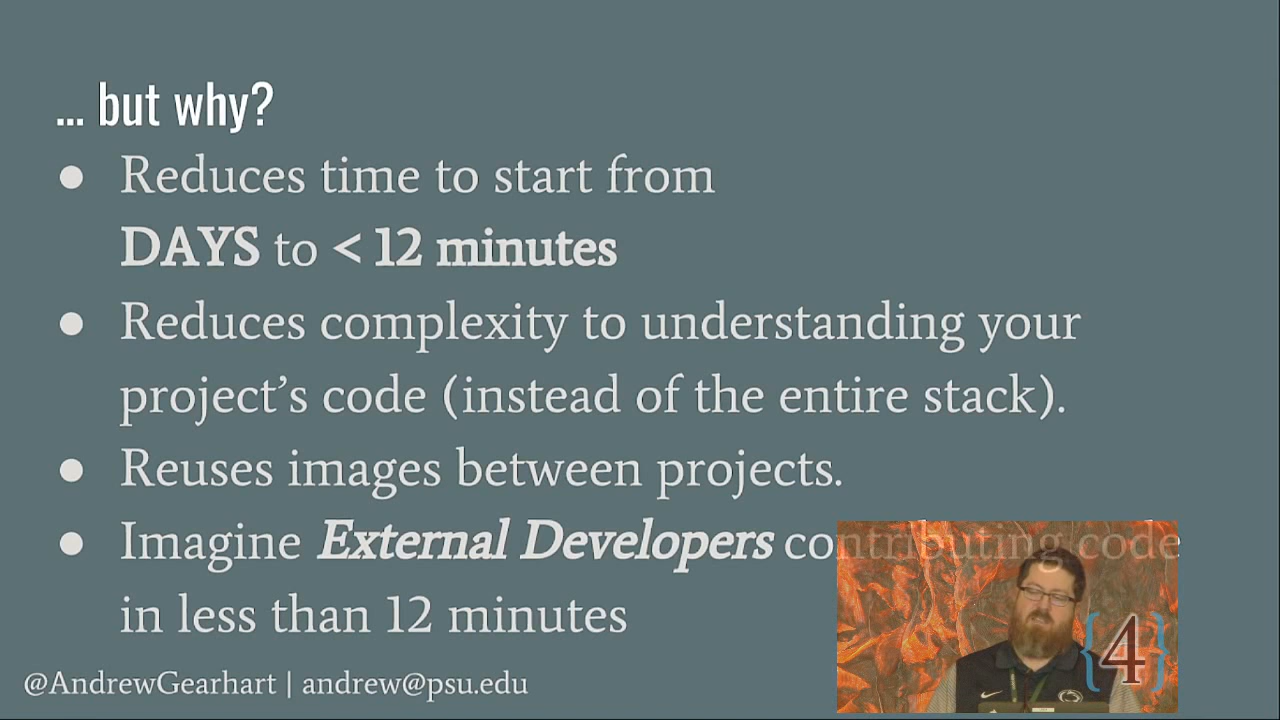 ... but why?
● Reduces time to start from
DAYS to < 12 minutes
● Reduces complexity to understanding your
project’s code (instead of the entire stack).
● Reuses images between projects.
● Imagine External Developers contributing code
in less than 12 minutes
@AndrewGearhart | andrew@psu.edu
{4}